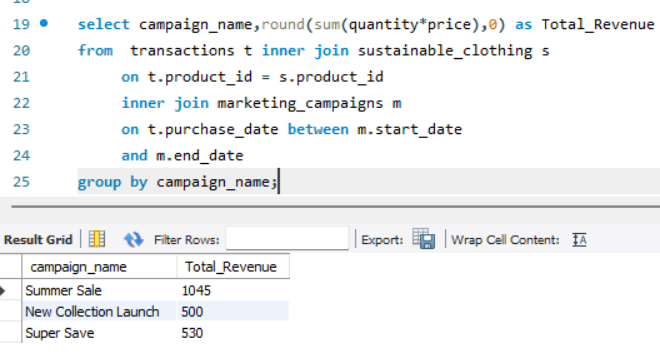 19 select campaign_name,round(sum(quantity*price),0) as Total_Revenue
20 from transactions t inner join sustainable_clothing s
21 on t.product_id = s.product_id
22 inner join marketing_campaigns m
23 on t.purchase_date between m.start_date
24 and m.end_date
25 group by campaign_name;
Result Grid Filter Rows: Export: Wrap Cell Content: IA
campaign_name Total_Revenue
Summer Sale 1045
New Collection Launch 500
Super Save 530